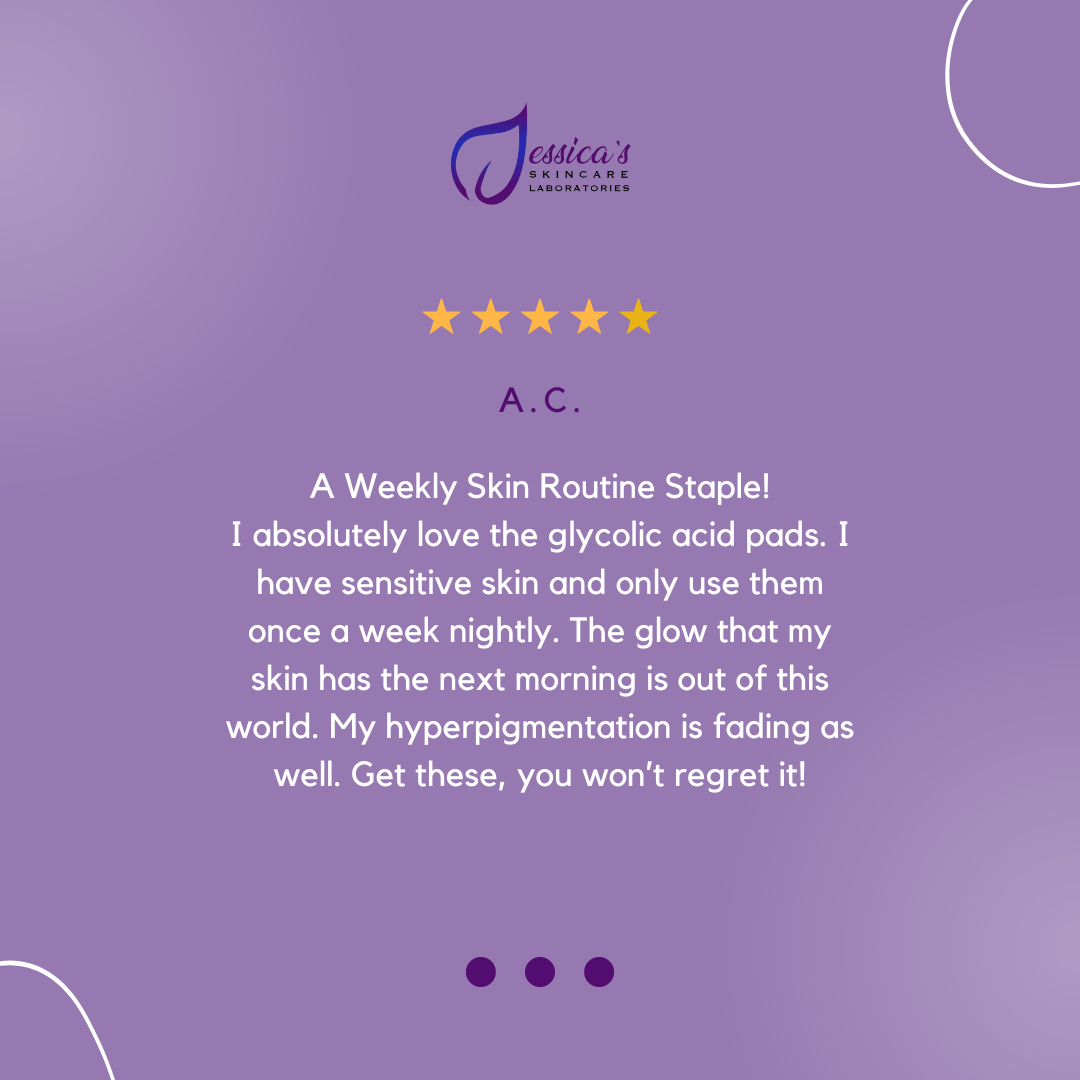 Jessica's
SKINCARE
LABORATORIES
A.C.
A Weekly Skin Routine Staple!
I absolutely love the glycolic acid pads. I
have sensitive skin and only use them
once a week nightly. The glow that my
skin has the next morning is out of this
world. My hyperpigmentation is fading as
well. Get these, you won’t regret it!